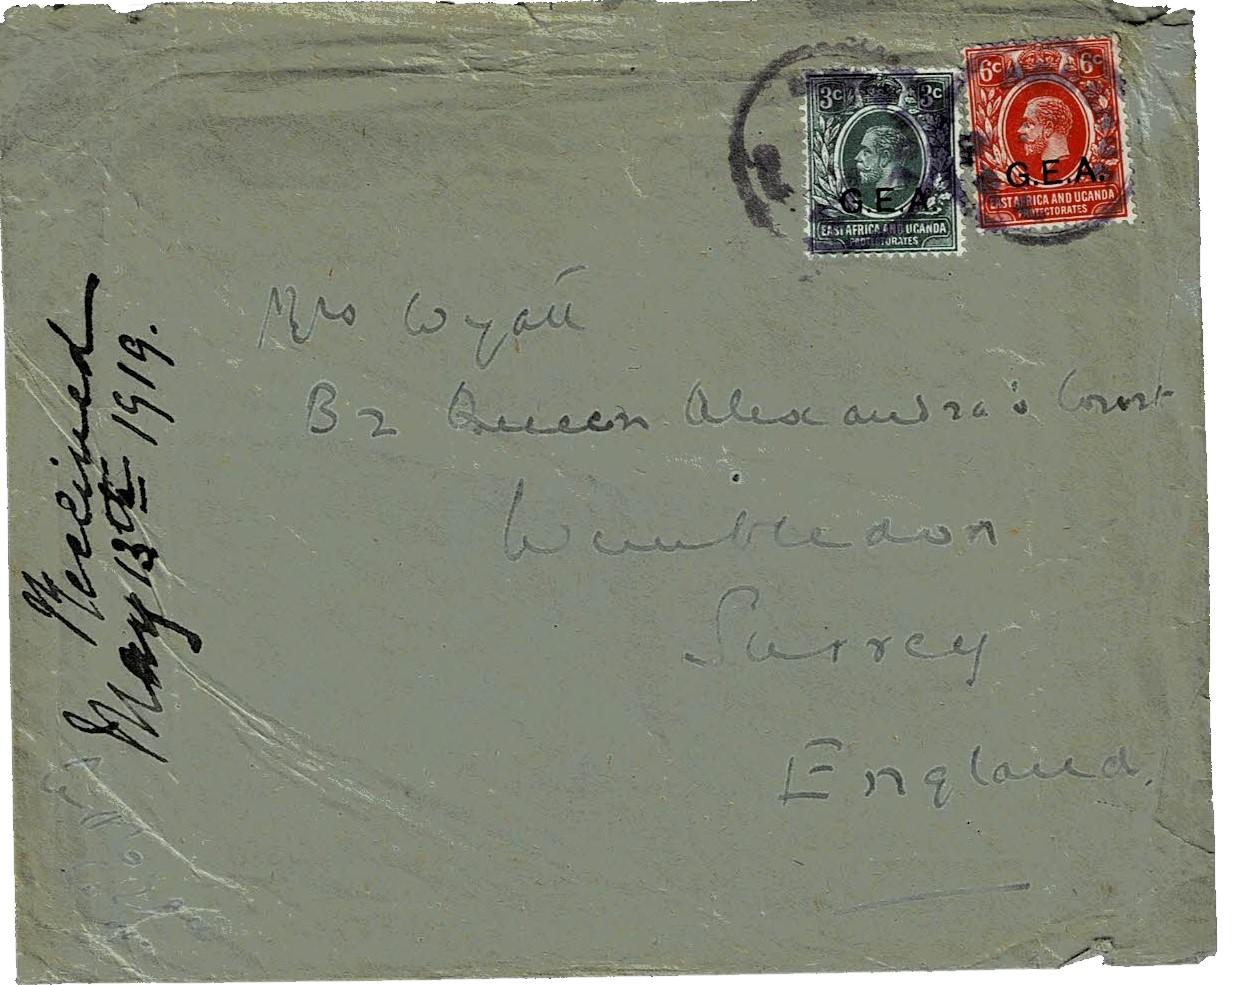 3c 3c
G.E.A.
EAST AFRICA AND UGANDA
PROTECTORATES
6c 6c
G.E.A.
EAST AFRICA AND UGANDA
PROTECTORATES
Mrs Wyatt
B2 Queen Alexandra's Court
Wimbledon
Surrey
England.
Received
May 13th 1919.